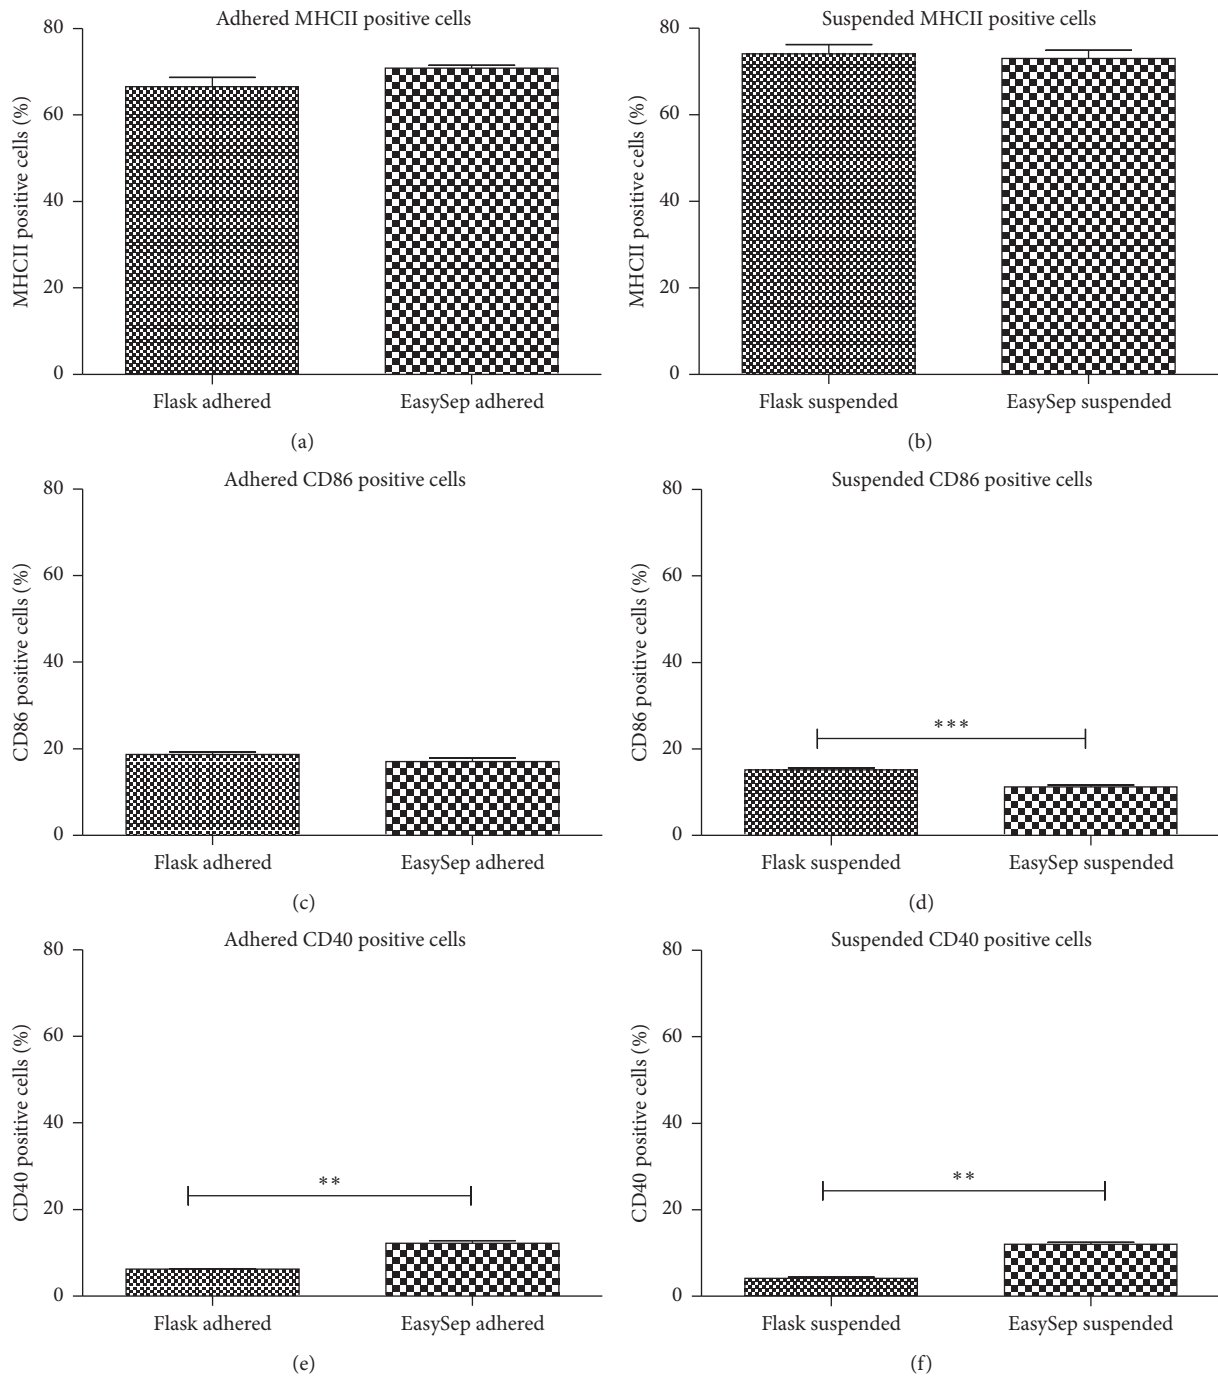 Adhered MHCII positive cells
MHCII positive cells (%)
80
60
40
20
0
Flask adhered
EasySep adhered
(a)
Suspended MHCII positive cells
MHCII positive cells (%)
80
60
40
20
0
Flask suspended
EasySep suspended
(b)
Adhered CD86 positive cells
CD86 positive cells (%)
80
60
40
20
0
Flask adhered
EasySep adhered
(c)
Suspended CD86 positive cells
CD86 positive cells (%)
80
60
40
20
0
***
Flask suspended
EasySep suspended
(d)
Adhered CD40 positive cells
CD40 positive cells (%)
80
60
40
20
0
**
Flask adhered
EasySep adhered
(e)
Suspended CD40 positive cells
CD40 positive cells (%)
80
60
40
20
0
**
Flask suspended
EasySep suspended
(f)